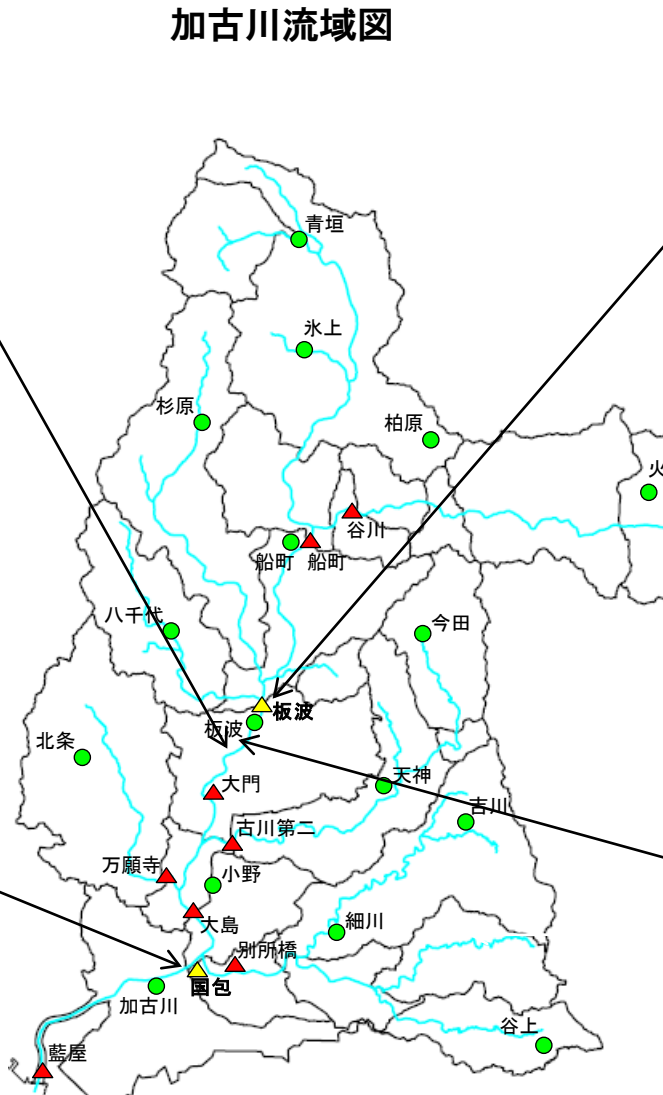 加古川流域図
青垣
氷上
杉原
柏原
火
谷川
船町
船町
八千代
今田
板波
板波
北条
大門
天神
古川第二
吉川
万願寺
小野
大島
細川
別所橋
国包
加古川
谷上
藍屋